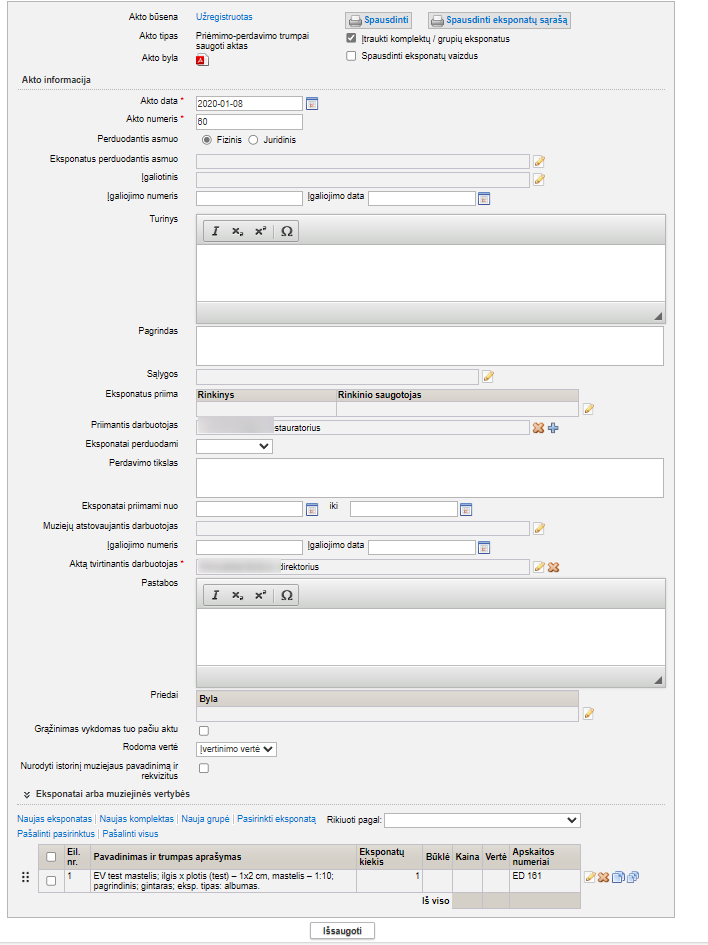 Akto būsena Užregistruotas Spausdinti Spausdinti eksponatų sąrašą
Akto tipas Priėmimo-perdavimo trumpai saugoti aktas Įtraukti komplektų / grupių eksponatus
Akto byla Spausdinti eksponatų vaizdus
Akto informacija
Akto data * 2020-01-08
Akto numeris * 60
Perduodantis asmuo Fizinis Juridinis
Eksponatus perduodantis asmuo
Įgaliotinis
Įgaliojimo numeris Įgaliojimo data
Turinys
I x₂ x² Ω
Pagrindas
Sąlygos
Eksponatus priima Rinkinys Rinkinio saugotojas
Priimantis darbuotojas stauratorius
Eksponatai perduodami
Perdavimo tikslas
Eksponatai priimami nuo iki
Muziejų atstovaujantis darbuotojas
Įgaliojimo numeris Įgaliojimo data
Aktą tvirtinantis darbuotojas * direktorius
Pastabos
I x₂ x² Ω
Priedai Byla
Grąžinimas vykdomas tuo pačiu aktu
Rodoma vertė Įvertinimo vertė
Nurodyti istorinį muziejaus pavadinimą ir
rekvizitus
Eksponatai arba muziejinės vertybės
Naujas eksponatas | Naujas komplektas | Nauja grupė | Pasirinkti eksponatą Rikiuoti pagal:
Pašalinti pasirinktus | Pašalinti visus
Eil. nr. Pavadinimas ir trumpas aprašymas Eksponatų kiekis Būklė Kaina Vertė Apskaitos numeriai
1 EV test mastelis; ilgis x plotis (test) – 1x2 cm, mastelis – 1:10; 1 ED 161
pagrindinis; gintaras; eksp. tipas: albumas.
Iš viso
Išsaugoti